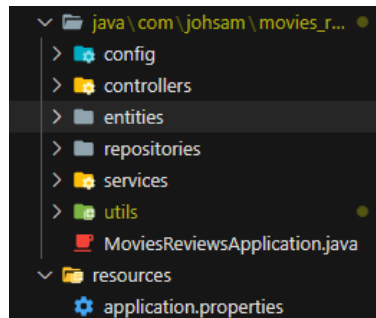 java\com\johsam\movies_r...
config
controllers
entities
repositories
services
utils
MoviesReviewsApplication.java
resources
application.properties